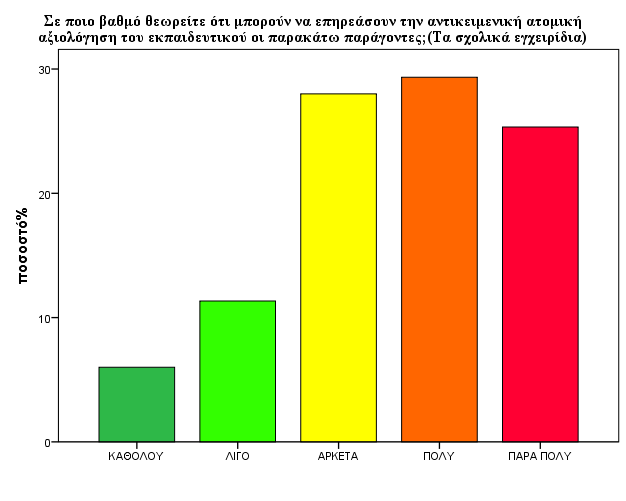 Σε ποιο βαθμό θεωρείτε ότι μπορούν να επηρεάσουν την αντικειμενική ατομική
αξιολόγηση του εκπαιδευτικού οι παρακάτω παράγοντες;(Τα σχολικά εγχειρίδια)
30
20
10
0
ποσοστό%
ΚΑΘΟΛΟΥ ΛΙΓΟ ΑΡΚΕΤΑ ΠΟΛΥ ΠΑΡΑ ΠΟΛΥ